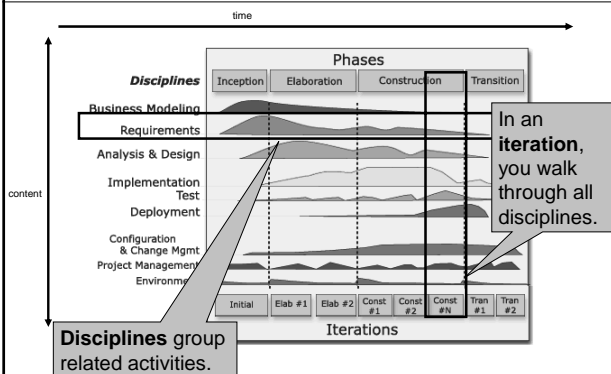 time
Phases
Disciplines
Inception Elaboration Construction Transition
Business Modeling
Requirements
Analysis & Design
Implementation
Test
Deployment
Configuration
& Change Mgmt
Project Management
Environment
content
In an
iteration,
you walk
through all
disciplines.
Initial Elab #1 Elab #2 Const #1 Const #2 Const #N Tran #1 Tran #2
Iterations
Disciplines group
related activities.